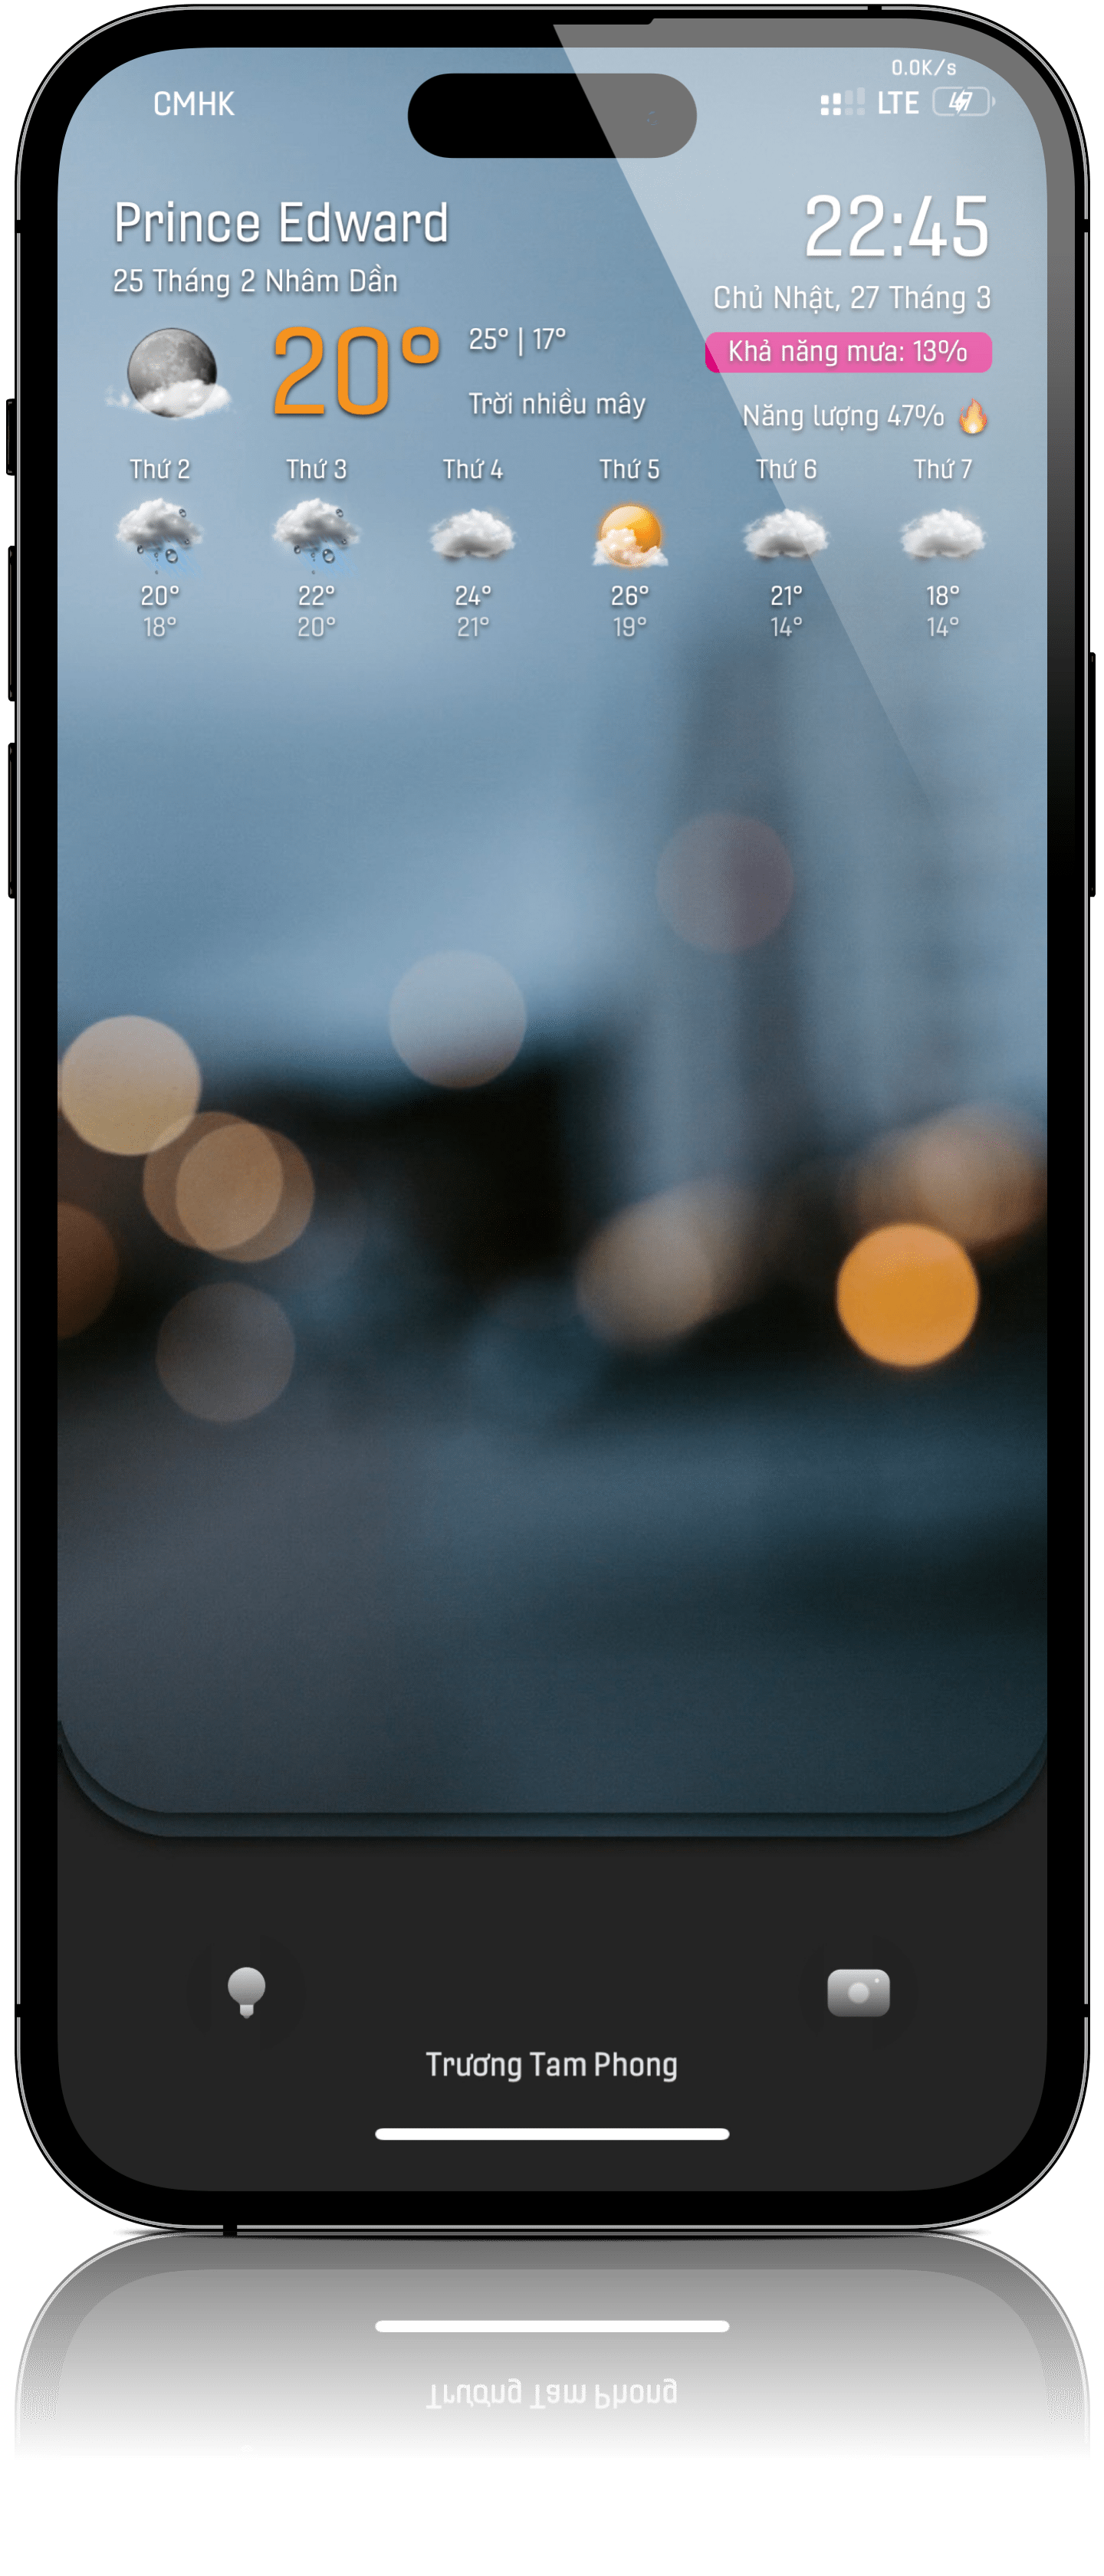 0.0K/s
CMHK
LTE
47
Prince Edward
22:45
25 Tháng 2 Nhâm Dần
Chủ Nhật, 27 Tháng 3
20°
25° | 17°
Khả năng mưa: 13%
Trời nhiều mây
Năng lượng 47% 🔥
Thứ 2 Thứ 3 Thứ 4 Thứ 5 Thứ 6 Thứ 7
20° 22° 24° 26° 21° 18°
18° 20° 21° 19° 14° 14°
Trương Tam Phong
Trương Tam Phong